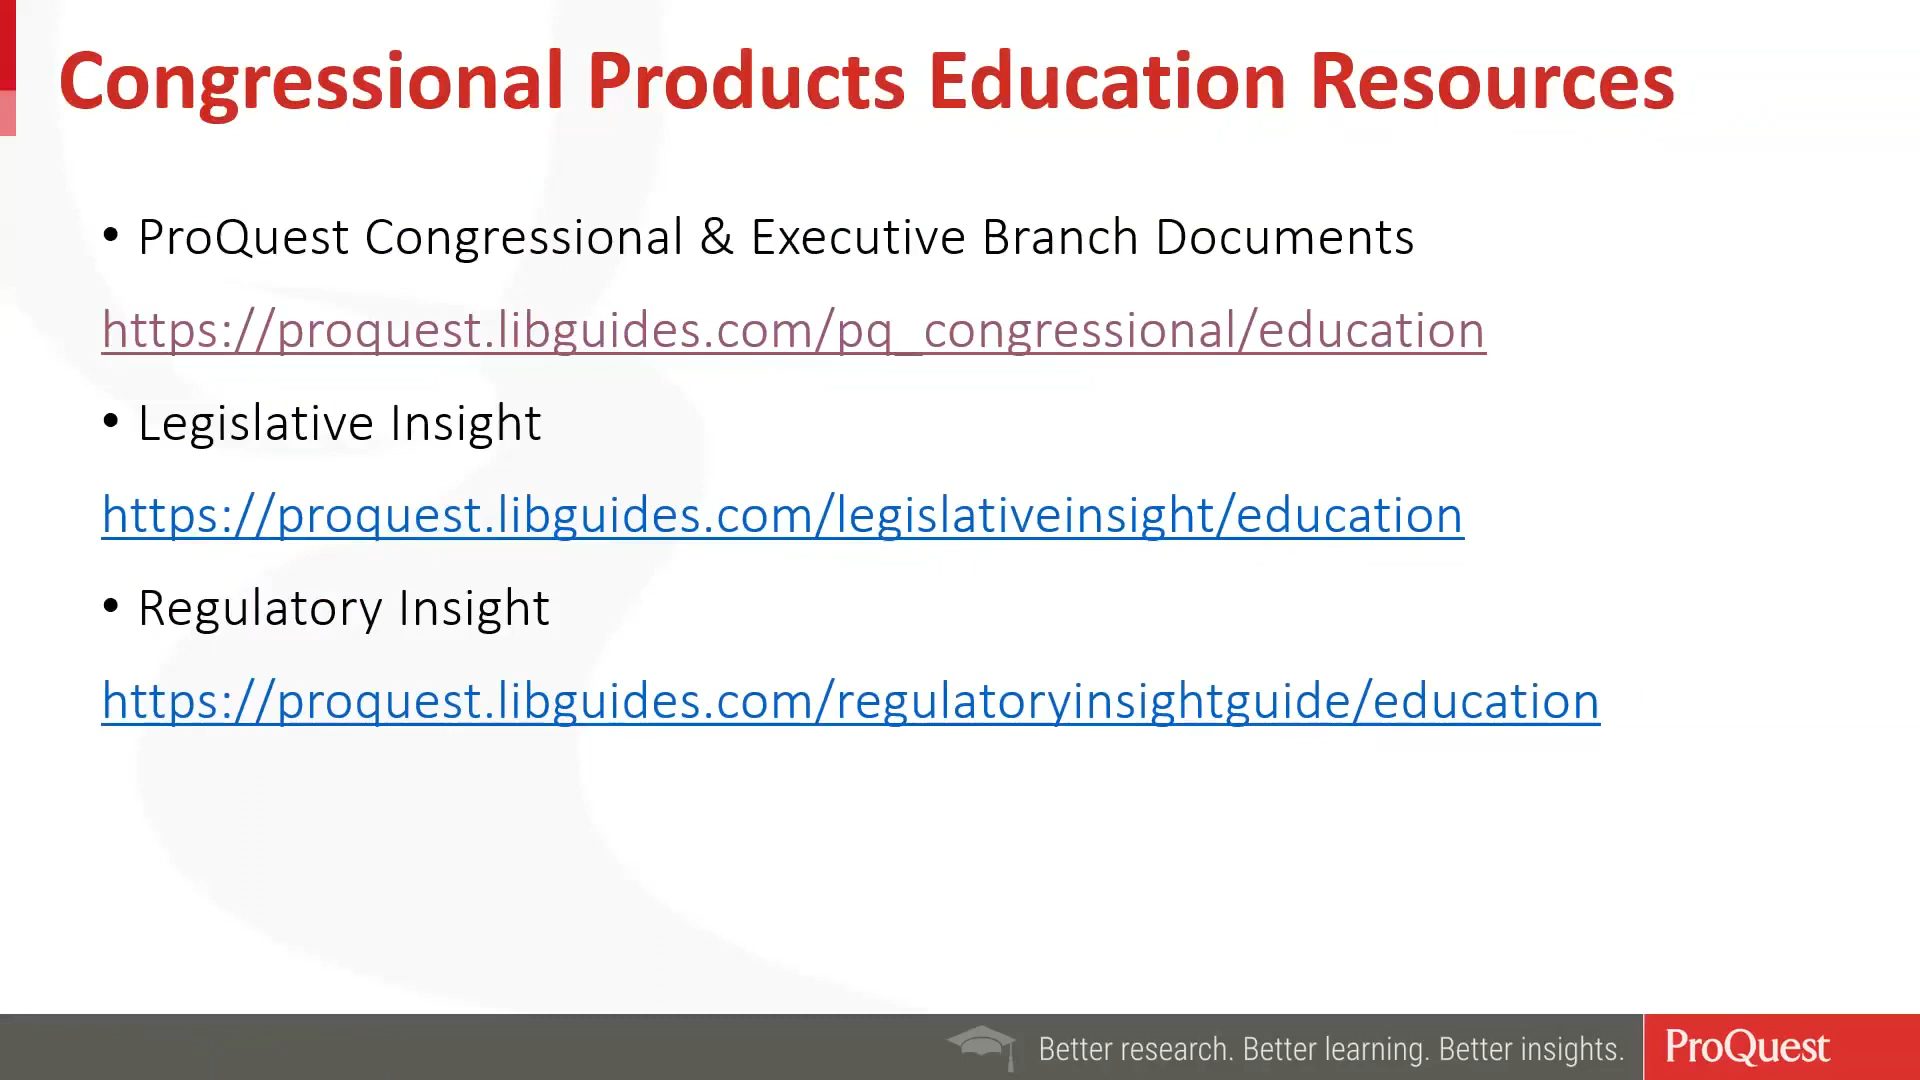 Congressional Products Education Resources
• ProQuest Congressional & Executive Branch Documents
https://proquest.libguides.com/pq_congressional/education
• Legislative Insight
https://proquest.libguides.com/legislativeinsight/education
• Regulatory Insight
https://proquest.libguides.com/regulatoryinsightguide/education
Better research. Better learning. Better insights.
ProQuest